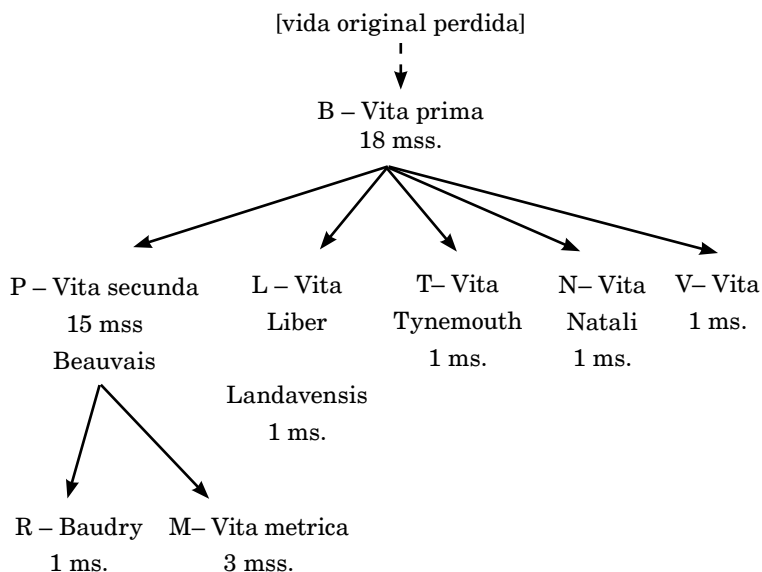 [vida original perdida]
B – Vita prima
18 mss.
P – Vita secunda
15 mss
Beauvais
L – Vita
Liber
Landavensis
1 ms.
T– Vita
Tynemouth
1 ms.
N– Vita
Natali
1 ms.
V– Vita
1 ms.
R – Baudry
1 ms.
M– Vita metrica
3 mss.